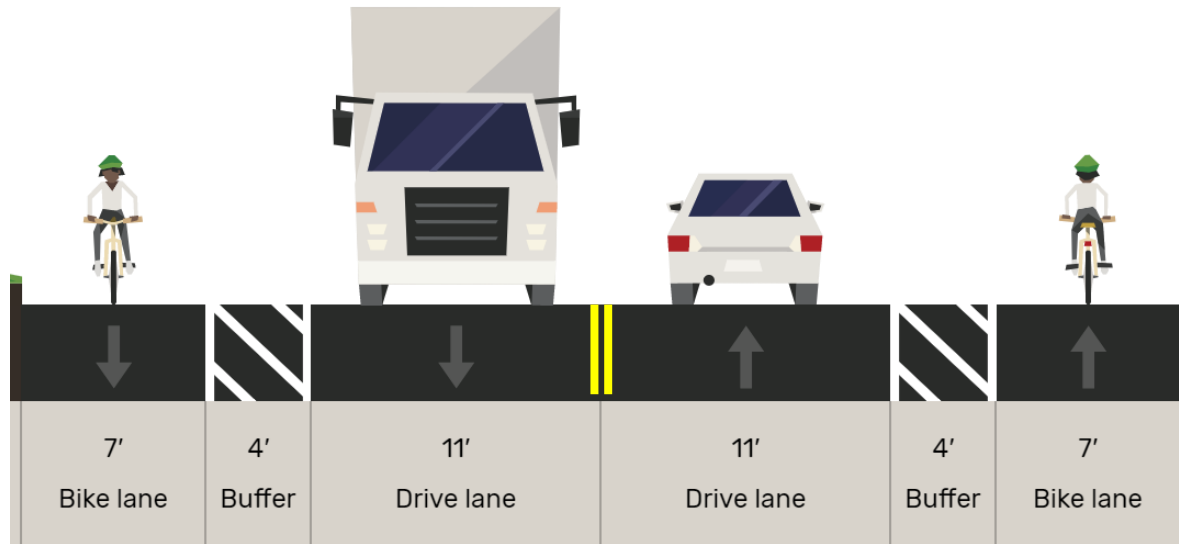 7′ 4′ 11′ 11′ 4′ 7′
Bike lane Buffer Drive lane Drive lane Buffer Bike lane